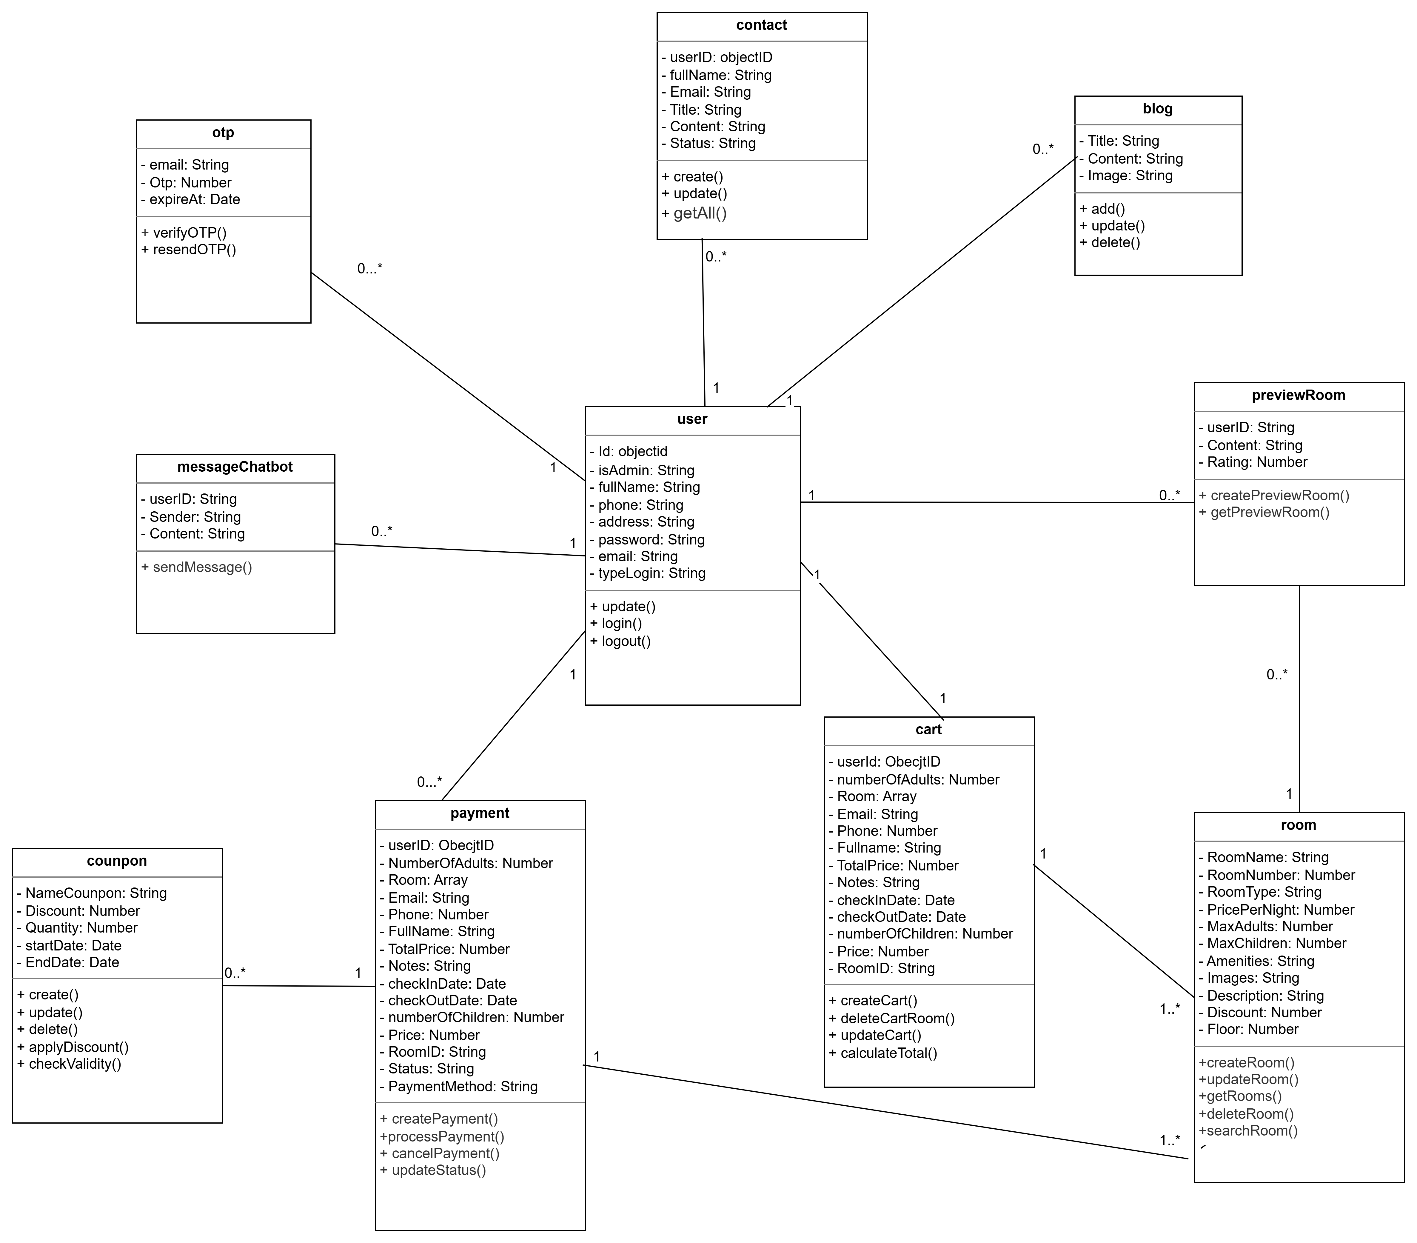 contact
- userID: objectID
- fullName: String
- Email: String
- Title: String
- Content: String
- Status: String
+ create()
+ update()
+ getAll()
0..*
1
blog
- Title: String
- Content: String
- Image: String
+ add()
+ update()
+ delete()
0..*
1
otp
- email: String
- Otp: Number
- expireAt: Date
+ verifyOTP()
+ resendOTP()
0...*
1
user
- Id: objectid
- isAdmin: String
- fullName: String
- phone: String
- address: String
- password: String
- email: String
- typeLogin: String
+ update()
+ login()
+ logout()
previewRoom
- userID: String
- Content: String
- Rating: Number
+ createPreviewRoom()
+ getPreviewRoom()
1
0..*
messageChatbot
- userID: String
- Sender: String
- Content: String
+ sendMessage()
0..*
1
1
1
1
0...*
0..*
1
cart
- userId: ObecjtID
- numberOfAdults: Number
- Room: Array
- Email: String
- Phone: Number
- Fullname: String
- TotalPrice: Number
- Notes: String
- checkInDate: Date
- checkOutDate: Date
- numberOfChildren: Number
- Price: Number
- RoomID: String
+ createCart()
+ deleteCartRoom()
+ updateCart()
+ calculateTotal()
1
1..*
payment
- userID: ObecjtID
- NumberOfAdults: Number
- Room: Array
- Email: String
- Phone: Number
- FullName: String
- TotalPrice: Number
- Notes: String
- checkInDate: Date
- checkOutDate: Date
- numberOfChildren: Number
- Price: Number
- RoomID: String
- Status: String
- PaymentMethod: String
+ createPayment()
+processPayment()
+ cancelPayment()
+ updateStatus()
1
1..*
counpon
- NameCounpon: String
- Discount: Number
- Quantity: Number
- startDate: Date
- EndDate: Date
+ create()
+ update()
+ delete()
+ applyDiscount()
+ checkValidity()
0..*
1
room
- RoomName: String
- RoomNumber: Number
- RoomType: String
- PricePerNight: Number
- MaxAdults: Number
- MaxChildren: Number
- Amenities: String
- Images: String
- Description: String
- Discount: Number
- Floor: Number
+createRoom()
+updateRoom()
+getRooms()
+deleteRoom()
+searchRoom()